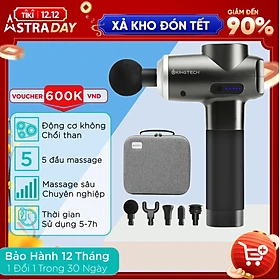 TIKI 12.12
ASTRA DAY
XẢ KHO ĐÓN TẾT
GIẢM ĐẾN
90%
VOUCHER 600K VND
KINGTECH
Động cơ không
Chổi than
5
5 đầu massage
Massage sâu
Chuyên nghiệp
Thời gian
Sử dụng 5-7h
Bảo Hành 12 Tháng
1 Đổi 1 Trong 30 Ngày